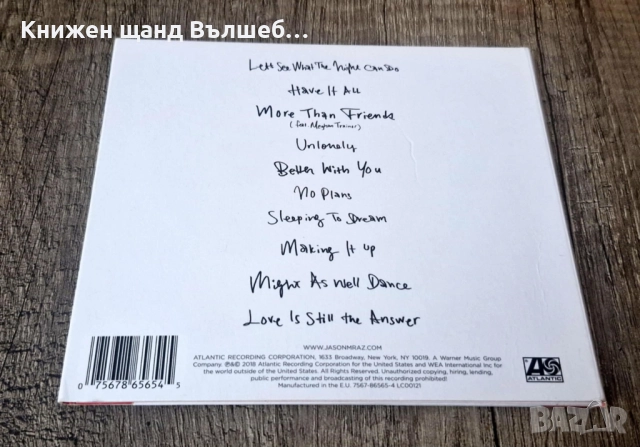 Книжен щанд Вълшеб...
Let's See What The Night Can Do
Have It All
More Than Friends
(feat. Meghan Trainor)
Unlonely
Better With You
No Plans
Sleeping To Dream
Making It Up
Might As Well Dance
Love Is Still the Answer
WWW.JASONMRAZ.COM
ATLANTIC RECORDING CORPORATION, 1633 Broadway, New York, NY 10019. A Warner Music Group
Company. ℗&© 2018 Atlantic Recording Corporation for the United States and WEA International Inc for
the world outside of the United States. All Rights Reserved. Unauthorized copying, hiring, lending,
public performance and broadcasting of this recording prohibited!
Manufactured in the E.U. 7567-86565-4 LC00121
0 75678 65654 5
ATLANTIC
BAZAR